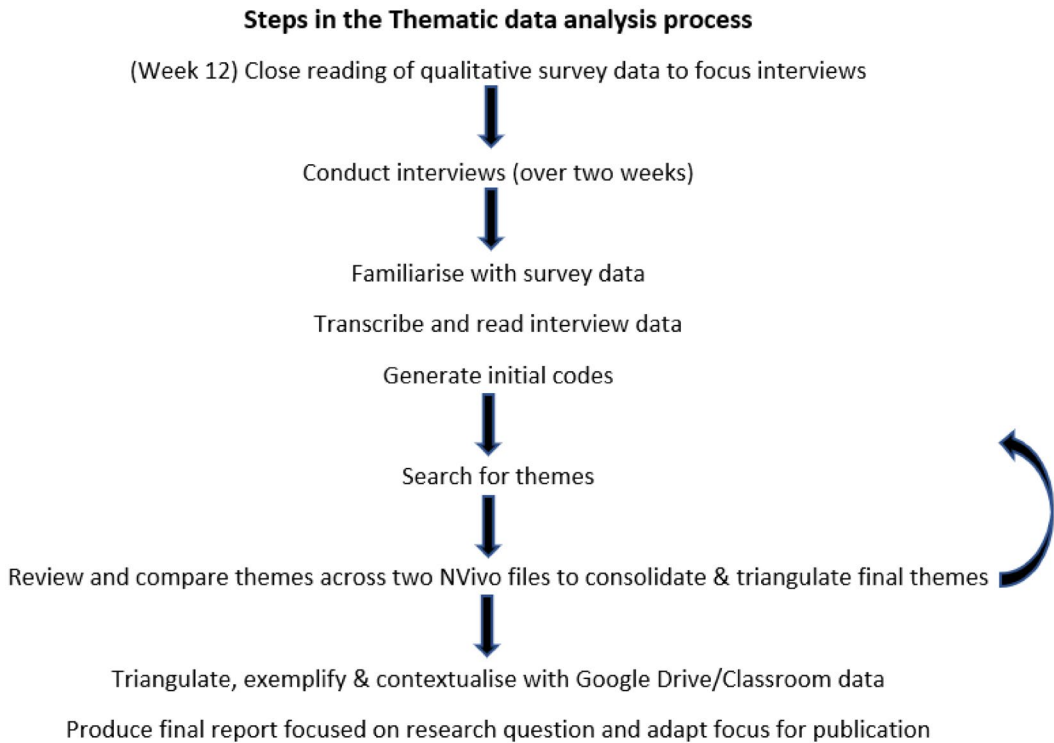 Steps in the Thematic data analysis process
(Week 12) Close reading of qualitative survey data to focus interviews
Conduct interviews (over two weeks)
Familiarise with survey data
Transcribe and read interview data
Generate initial codes
Search for themes
Review and compare themes across two NVivo files to consolidate & triangulate final themes
Triangulate, exemplify & contextualise with Google Drive/Classroom data
Produce final report focused on research question and adapt focus for publication